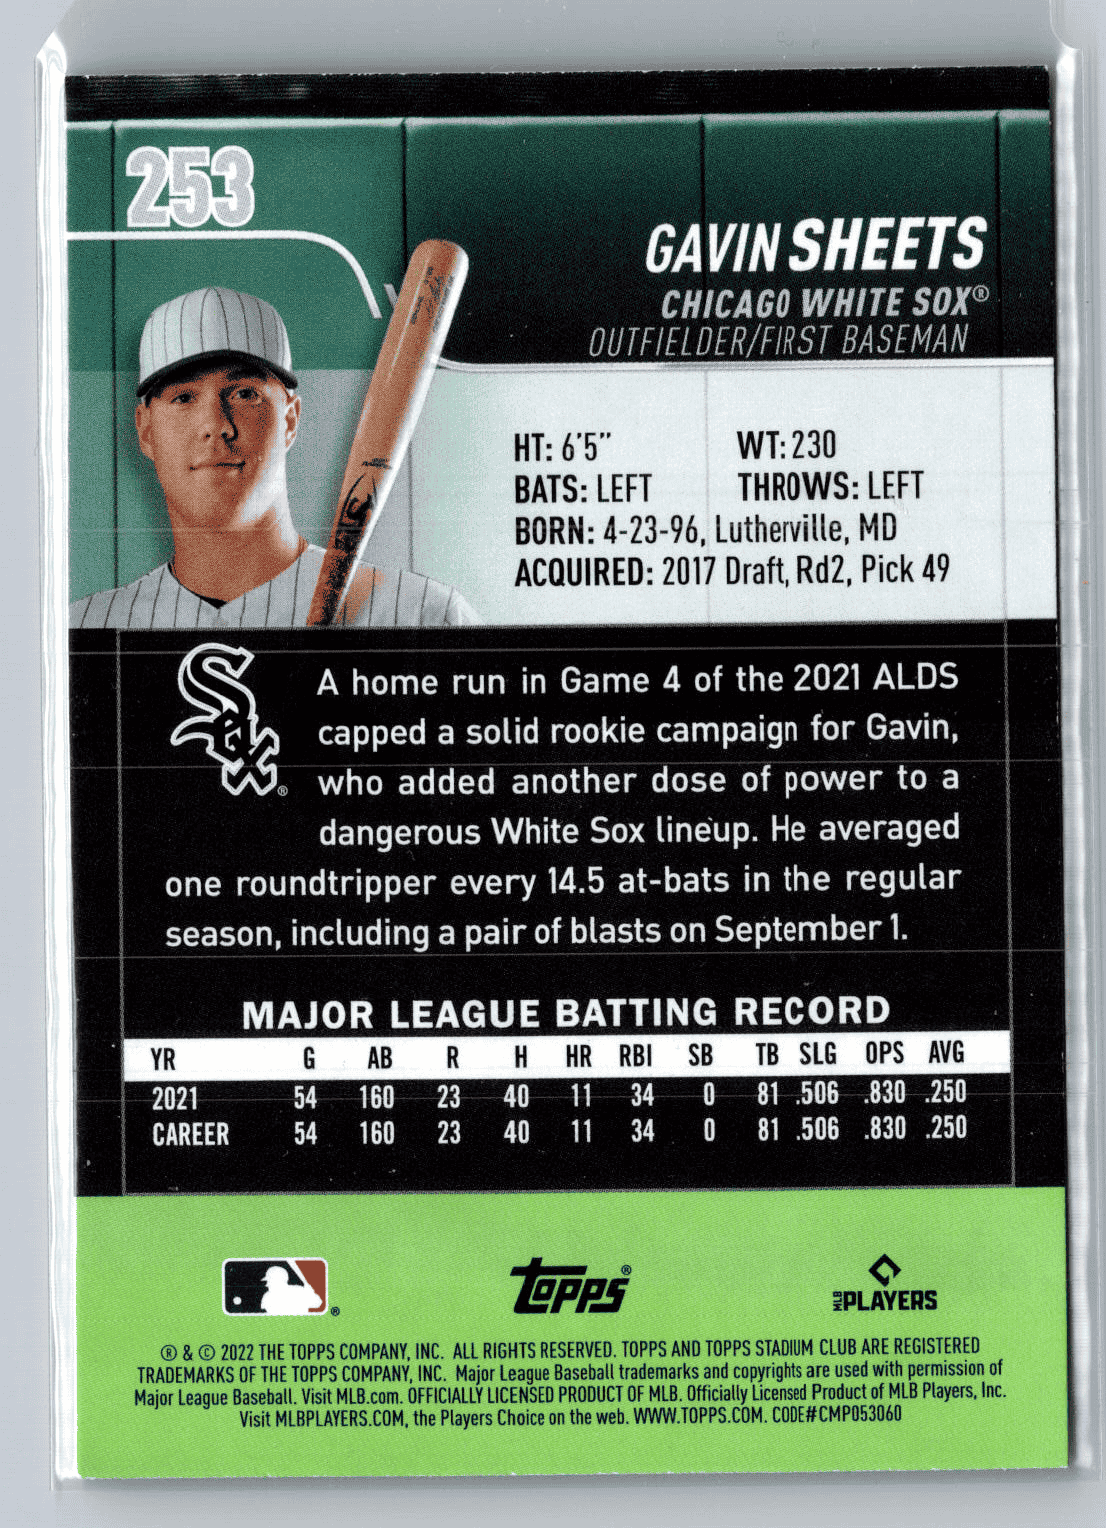 253
GAVIN SHEETS
CHICAGO WHITE SOX®
OUTFIELDER/FIRST BASEMAN
HT: 6'5" WT: 230
BATS: LEFT THROWS: LEFT
BORN: 4-23-96, Lutherville, MD
ACQUIRED: 2017 Draft, Rd2, Pick 49
Sox®
A home run in Game 4 of the 2021 ALDS
capped a solid rookie campaign for Gavin,
who added another dose of power to a
dangerous White Sox lineup. He averaged
one roundtripper every 14.5 at-bats in the regular
season, including a pair of blasts on September 1.
MAJOR LEAGUE BATTING RECORD
YR G AB R H HR RBI SB TB SLG OPS AVG
2021 54 160 23 40 11 34 0 81 .506 .830 .250
CAREER 54 160 23 40 11 34 0 81 .506 .830 .250
® TOPPS® MLB PLAYERS
® & © 2022 THE TOPPS COMPANY, INC. ALL RIGHTS RESERVED. TOPPS AND TOPPS STADIUM CLUB ARE REGISTERED
TRADEMARKS OF THE TOPPS COMPANY, INC. Major League Baseball trademarks and copyrights are used with permission of
Major League Baseball. Visit MLB.com. OFFICIALLY LICENSED PRODUCT OF MLB. Officially Licensed Product of MLB Players, Inc.
Visit MLBPLAYERS.COM, the Players Choice on the web. WWW.TOPPS.COM. CODE#CMP053060